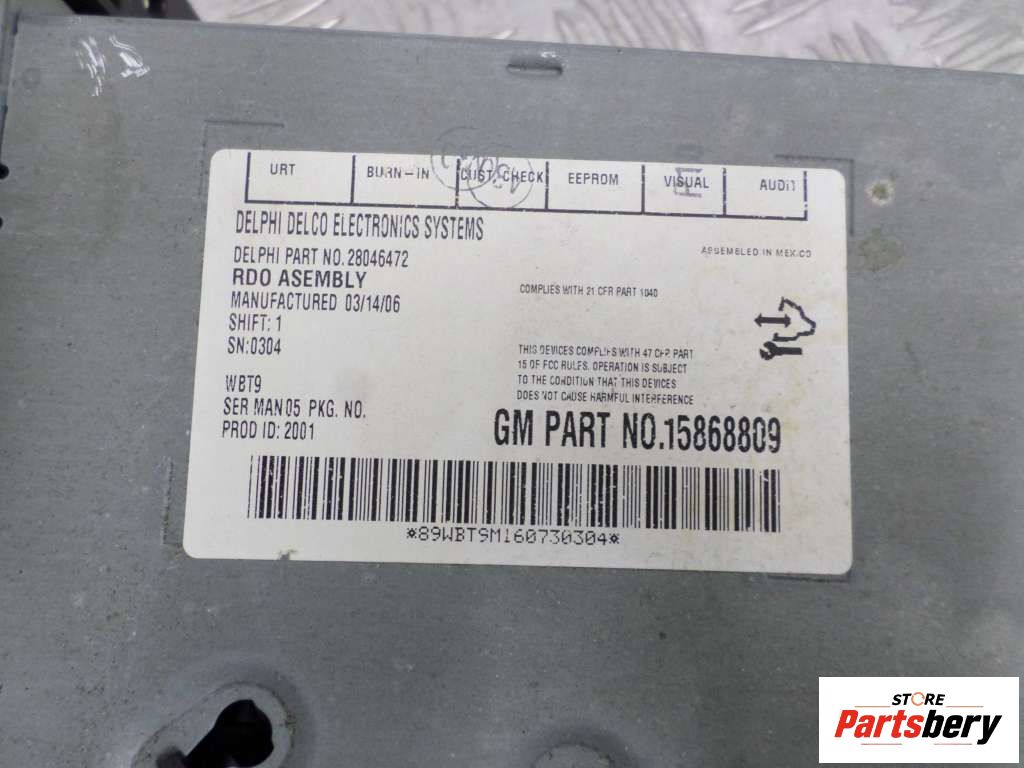 URT BURN-IN CUST. CHECK EEPROM VISUAL AUDIT
DELPHI DELCO ELECTRONICS SYSTEMS
ASSEMBLED IN MEXICO
DELPHI PART NO. 28046472
RDO ASEMBLY
MANUFACTURED 03/14/06
SHIFT: 1
SN:0304
COMPLIES WITH 21 CFR PART 1040
THIS DEVICES COMPLIES WITH 47 CFR PART
15 OF FCC RULES. OPERATION IS SUBJECT
TO THE CONDITION THAT THIS DEVICES
DOES NOT CAUSE HARMFUL INTERFERENCE
WBT9
SER MAN 05 PKG. NO.
PROD ID: 2001
GM PART NO.15868809
*89WBT9M160730304*
STORE
Partsbery